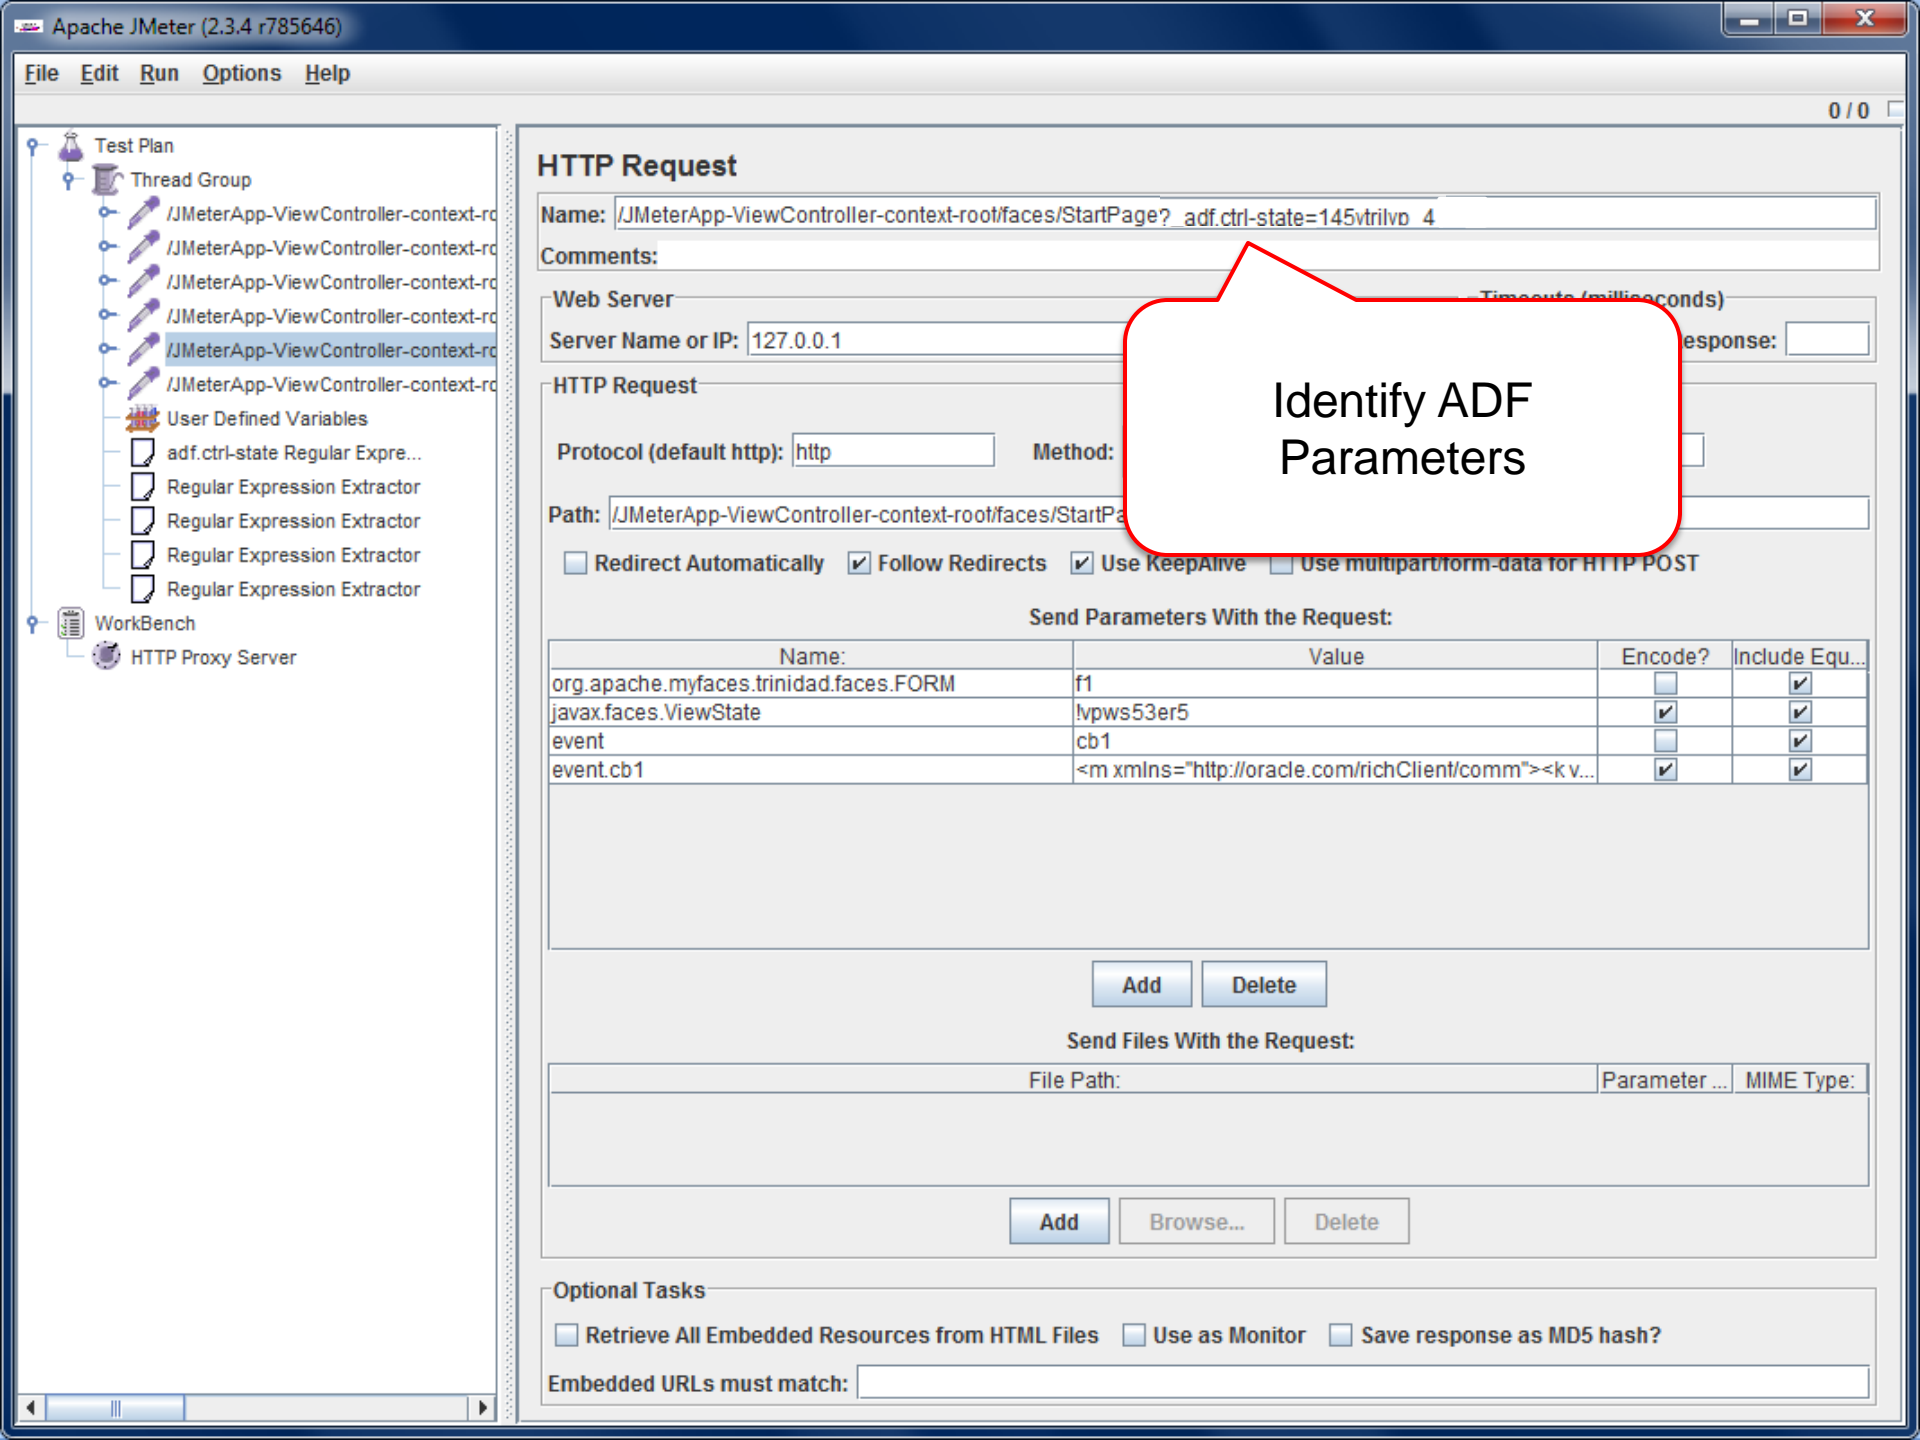 Apache JMeter (2.3.4 r785646)
File Edit Run Options Help
0 / 0
Test Plan
Thread Group
/JMeterApp-ViewController-context-ro
/JMeterApp-ViewController-context-ro
/JMeterApp-ViewController-context-ro
/JMeterApp-ViewController-context-ro
/JMeterApp-ViewController-context-ro
/JMeterApp-ViewController-context-ro
User Defined Variables
adf.ctrl-state Regular Expre...
Regular Expression Extractor
Regular Expression Extractor
Regular Expression Extractor
Regular Expression Extractor
WorkBench
HTTP Proxy Server
HTTP Request
Name: /JMeterApp-ViewController-context-root/faces/StartPage?_adf.ctrl-state=145vtrilvp_4
Comments:
Web Server
(milliseconds)
Server Name or IP: 127.0.0.1
esponse:
Identify ADF
Parameters
HTTP Request
Protocol (default http): http Method:
Path: /JMeterApp-ViewController-context-root/faces/StartPa
Redirect Automatically Follow Redirects Use KeepAlive Use multipart/form-data for HTTP POST
Send Parameters With the Request:
Name: Value Encode? Include Equ...
org.apache.myfaces.trinidad.faces.FORM f1
javax.faces.ViewState !vpws53er5
event cb1
event.cb1 <m xmlns="http://oracle.com/richClient/comm"><k v...
Add Delete
Send Files With the Request:
File Path: Parameter ... MIME Type:
Add Browse... Delete
Optional Tasks
Retrieve All Embedded Resources from HTML Files Use as Monitor Save response as MD5 hash?
Embedded URLs must match: